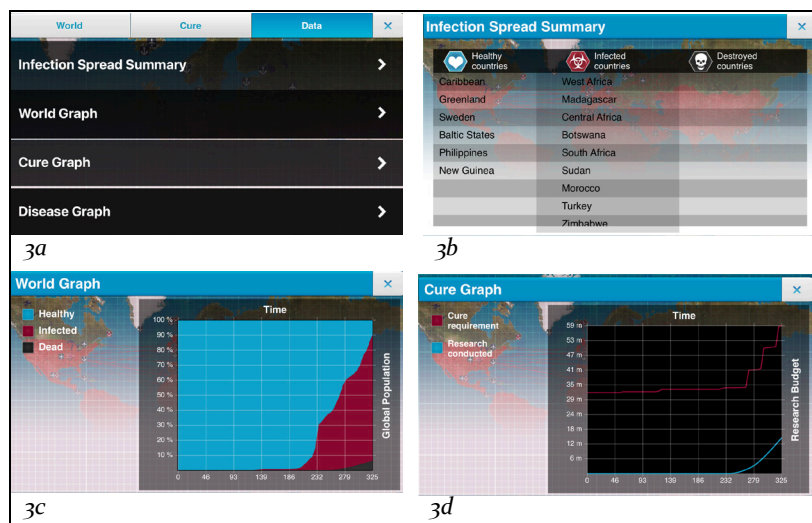 World Cure Data ×
Infection Spread Summary
World Graph
Cure Graph
Disease Graph
3a
Infection Spread Summary ×
Healthy countries Infected countries Destroyed countries
Caribbean West Africa
Greenland Madagascar
Sweden Central Africa
Baltic States Botswana
Philippines South Africa
New Guinea Sudan
Morocco
Turkey
Zimbabwe
3b
World Graph ×
Healthy
Infected
Dead
Time
100 %
90 %
80 %
70 %
60 %
50 %
40 %
30 %
20 %
10 %
0 46 93 139 186 232 279 325
Global Population
3c
Cure Graph ×
Cure
requirement
Research
conducted
Time
59 m
53 m
47 m
41 m
35 m
29 m
24 m
18 m
12 m
6 m
0 46 93 139 186 232 279 325
Research Budget
3d